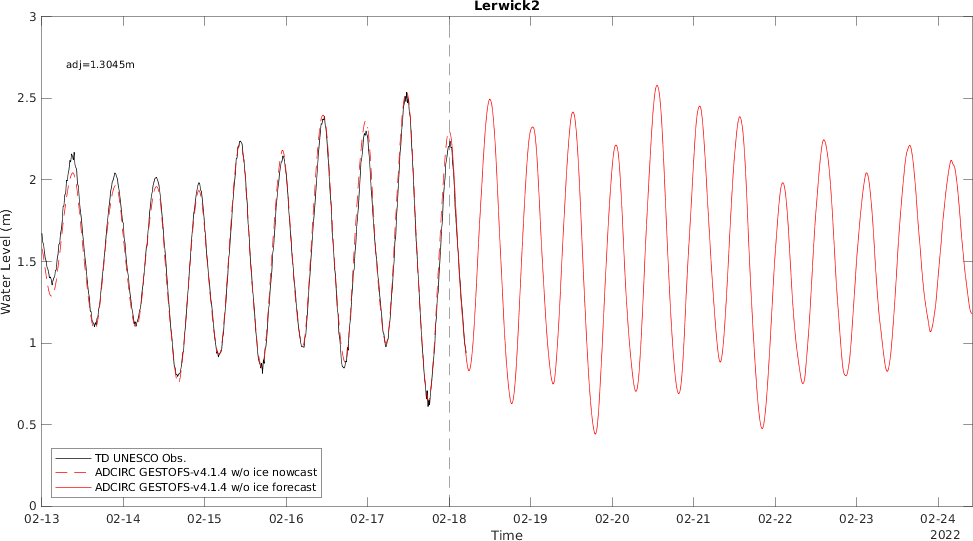 Lerwick2
adj=1.3045m
Water Level (m)
3
2.5
2
1.5
1
0.5
0
TD UNESCO Obs.
ADCIRC GESTOFS-v4.1.4 w/o ice nowcast
ADCIRC GESTOFS-v4.1.4 w/o ice forecast
02-13 02-14 02-15 02-16 02-17 02-18 02-19 02-20 02-21 02-22 02-23 02-24
2022
Time